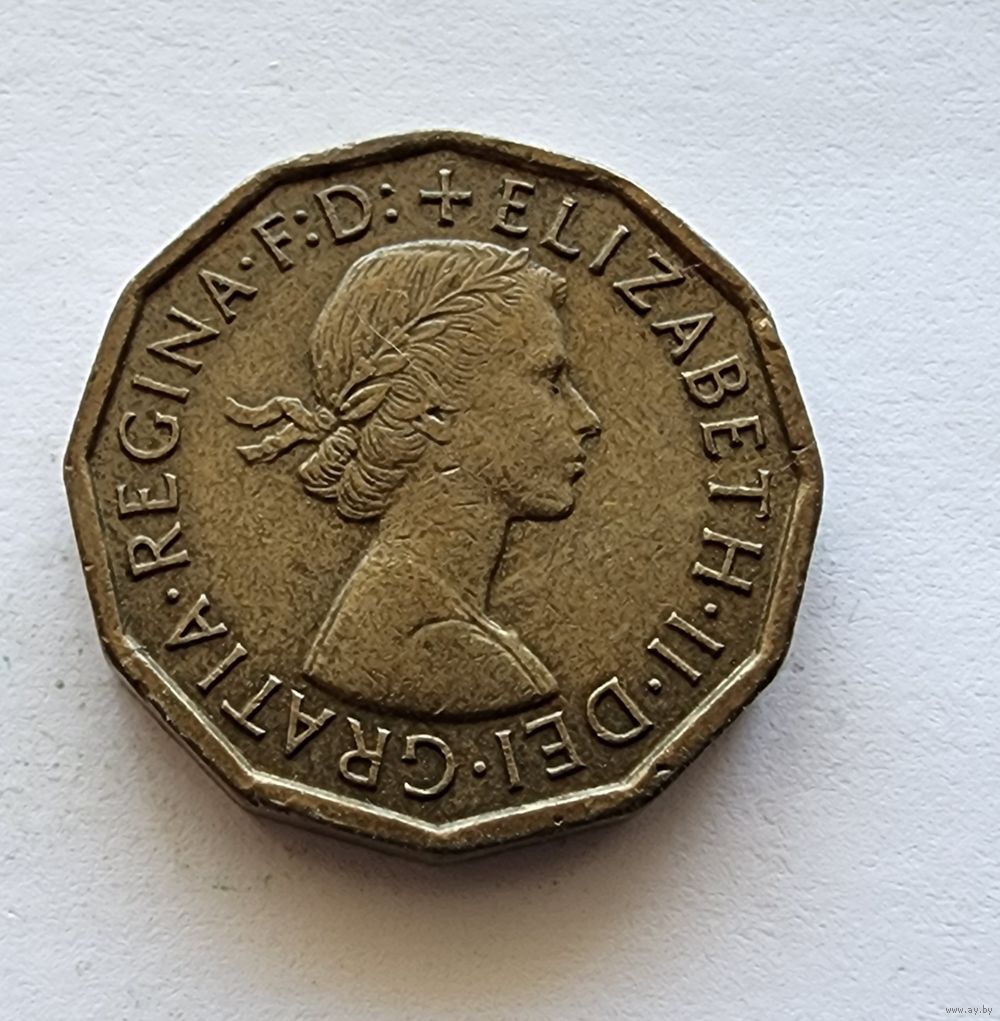 + ELIZABETH · II · DEI · GRATIA · REGINA · F : D :
www.ay.by